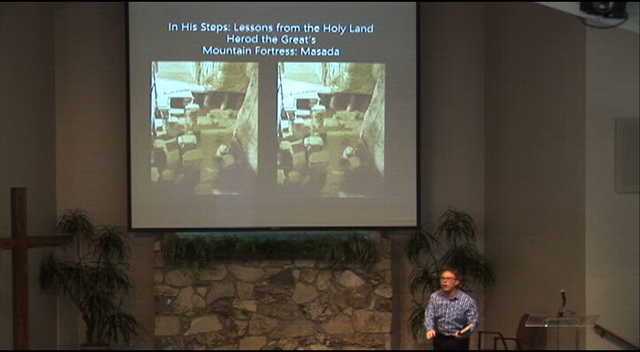 In His Steps: Lessons from the Holy Land
Herod the Great's
Mountain Fortress: Masada